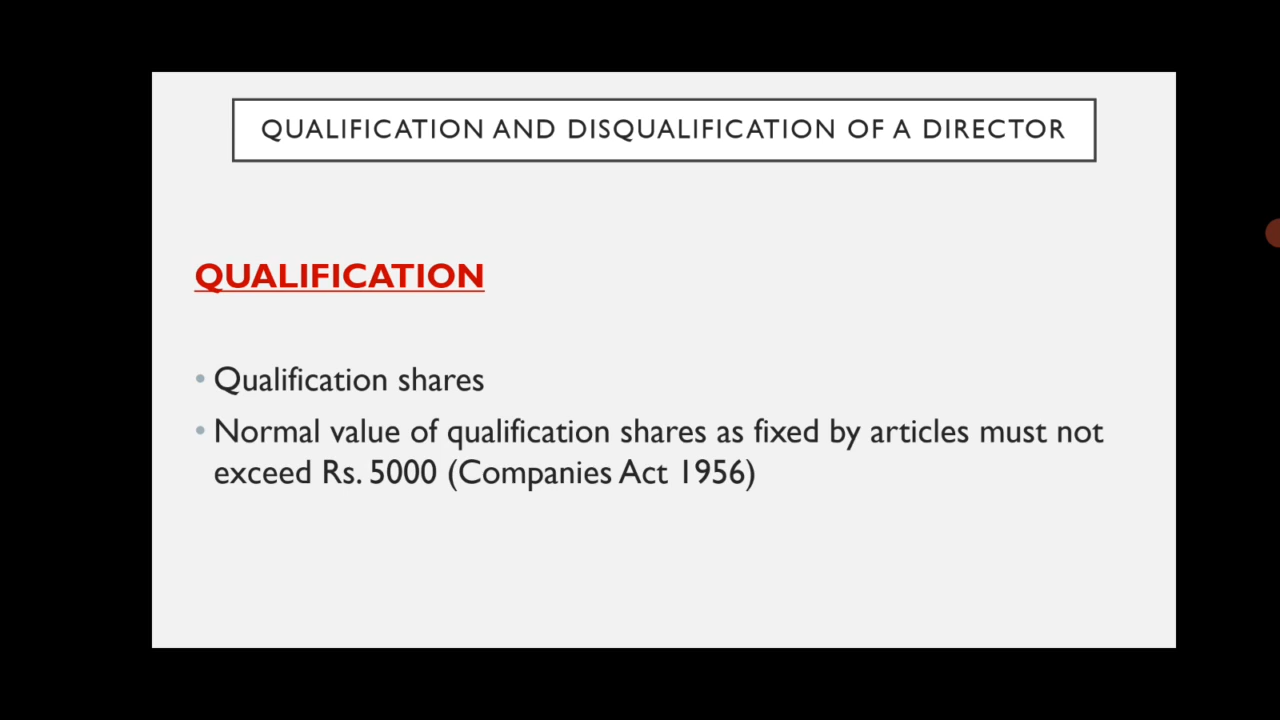 QUALIFICATION AND DISQUALIFICATION OF A DIRECTOR
QUALIFICATION
• Qualification shares
• Normal value of qualification shares as fixed by articles must not
exceed Rs. 5000 (Companies Act 1956)